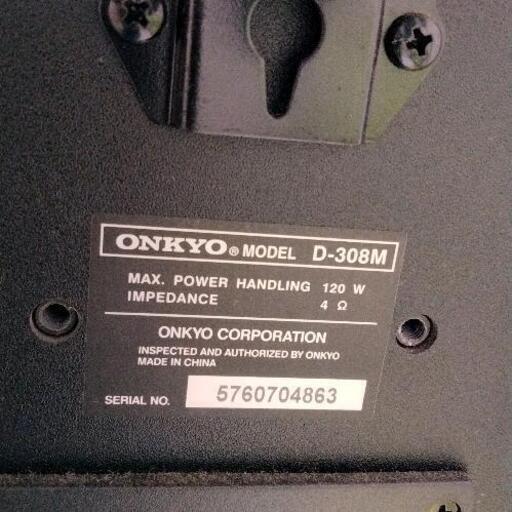 ONKYO® MODEL D-308M
MAX. POWER HANDLING 120 W
IMPEDANCE 4 Ω
ONKYO CORPORATION
INSPECTED AND AUTHORIZED BY ONKYO
MADE IN CHINA
SERIAL NO. 5760704863